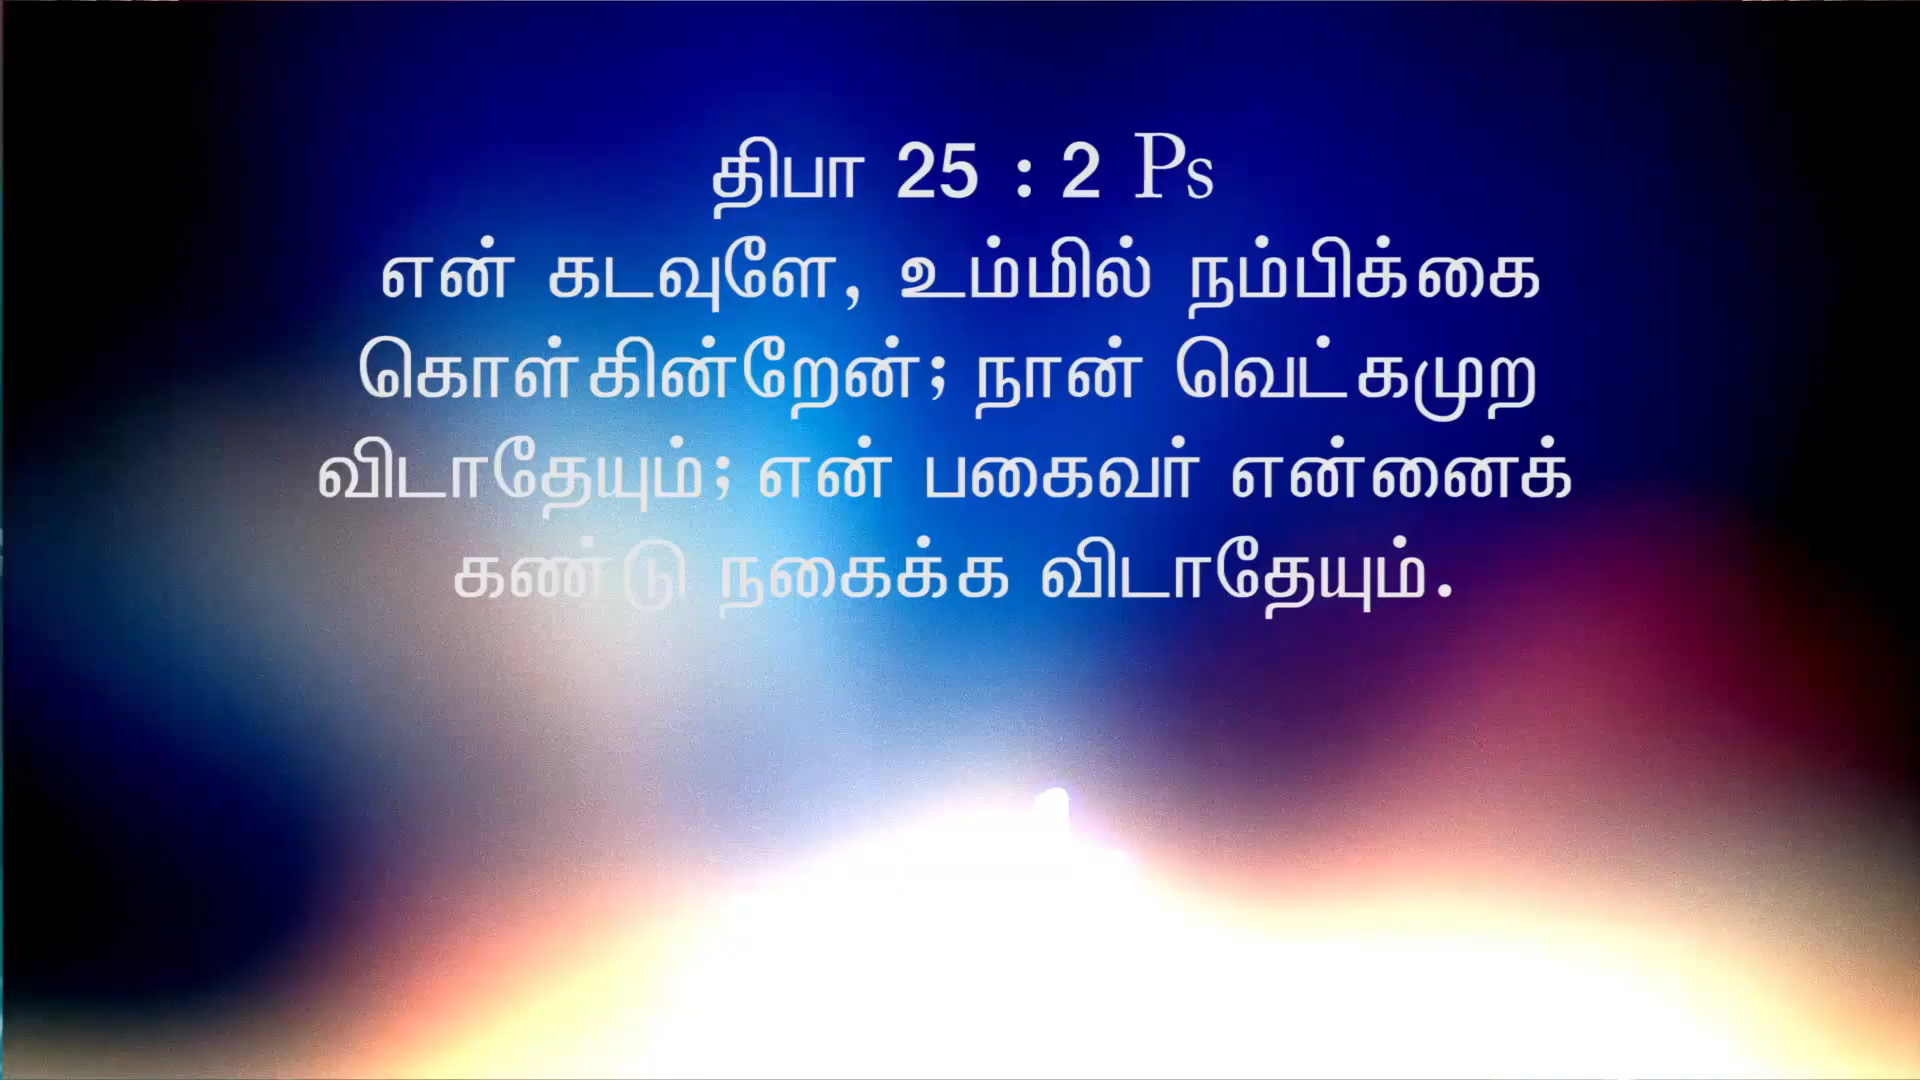 திபா 25 : 2 Ps
என் கடவுளே, உம்மில் நம்பிக்கை
கொள்கின்றேன்; நான் வெட்கமுற
விடாதேயும்; என் பகைவர் என்னைக்
கண்டு நகைக்க விடாதேயும்.